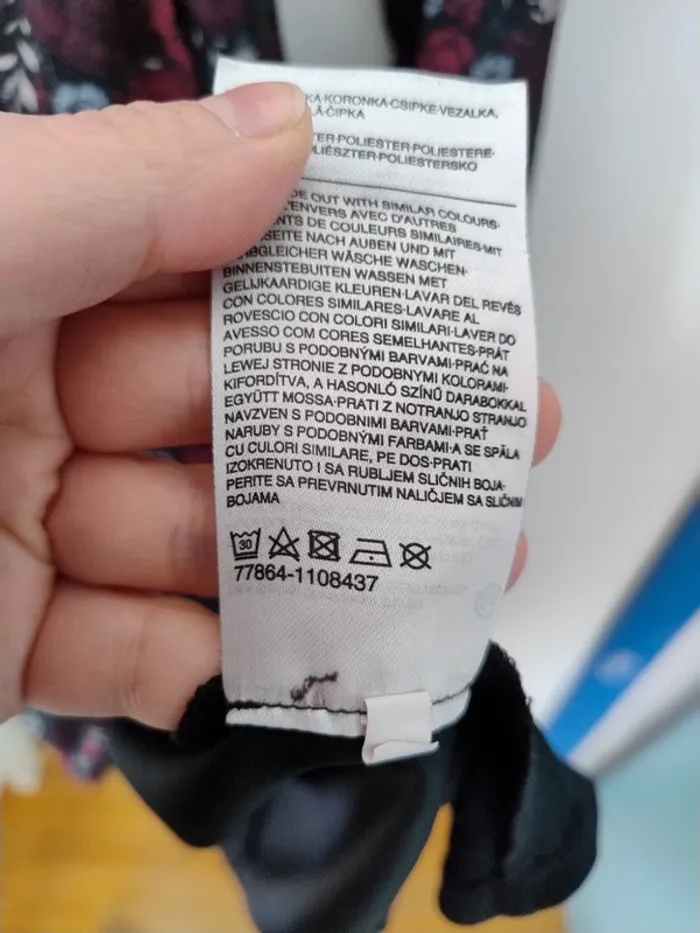 KA·KORONKA·CSIPKE·VEZALKA,
ČIPKA
TER·POLIESTER·POLIESTERE·
LIÉSZTER·POLIESTERSKO
DE OUT WITH SIMILAR COLOURS·
L'ENVERS AVEC D'AUTRES
NTS DE COULEURS SIMILAIRES·MIT
SEITE NACH AUßEN UND MIT
BGLEICHER WÄSCHE WASCHEN·
BINNENSTEBUITEN WASSEN MET
GELIJKAARDIGE KLEUREN·LAVAR DEL REVÉS
CON COLORES SIMILARES·LAVARE AL
ROVESCIO CON COLORI SIMILARI·LAVER DO
AVESSO COM CORES SEMELHANTES·PRÁT
PORUBU S PODOBNÝMI BARVAMI·PRAĆ NA
LEWEJ STRONIE Z PODOBNYMI KOLORAMI·
KIFORDÍTVA, A HASONLÓ SZÍNŰ DARABOKKAL
EGYÜTT MOSSA·PRATI Z NOTRANJO STRANJO
NAVZVEN S PODOBNIMI BARVAMI·PRAŤ
NARUBY S PODOBNÝMI FARBAMI·A SE SPĂLA
CU CULORI SIMILARE, PE DOS·PRATI
IZOKRENUTO I SA RUBLJEM SLIČNIH BOJA·
PERITE SA PREVRNUTIM NALIČJEM SA SLIČNIM
BOJAMA
30
77864-1108437